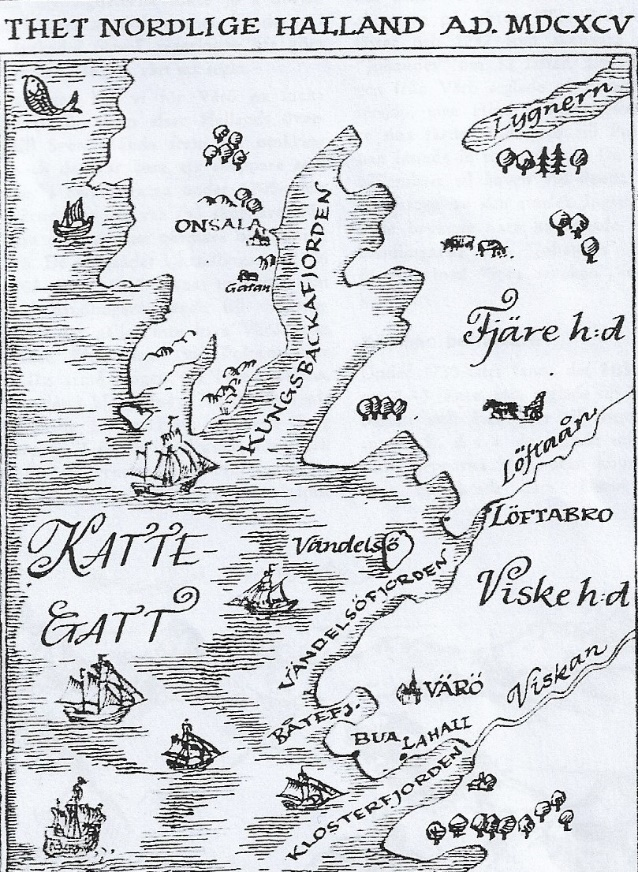 THET NORDLIGE HALLAND AD. MDCXCV
Lygnern
ONSALA
Gatan
KUNGSBACKAFJORDEN
Fjäre h:d
Löftaån
LÖFTABRO
KATTE-
GATT
Vändelsö
VÄNDELSÖFJORDEN
Viske h:d
Viskan
VÄRÖ
BÅTEFJ.
BUA
LAHALL
KLOSTERFJORDEN